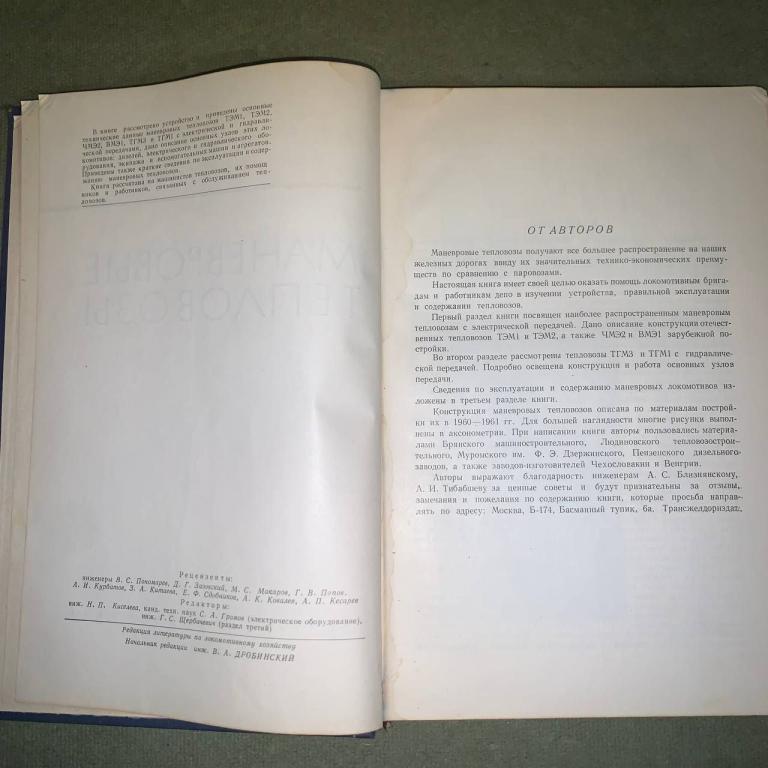 В книге рассмотрено устройство и приведены основные
технические данные маневровых тепловозов ТЭМ1, ТЭМ2,
ЧМЭ2, ВМЭ1, ТГМ3 и ТГМ1 с электрической и гидравли-
ческой передачами, дано описание основных узлов этих ло-
комотивов: дизелей, электрического и гидравлического обо-
рудования, экипажа и вспомогательных машин и агрегатов.
Приведены также краткие сведения по эксплуатации и содер-
жанию маневровых тепловозов.
Книга рассчитана на машинистов тепловозов, их помощ-
ников и работников, связанных с обслуживанием теп-
ловозов.
МАНЕВРОВЫЕ
ТЕПЛОВОЗЫ
Рецензенты:
инженеры В. С. Пономарев, Д. Г. Зазовский, М. С. Макаров, Г. В. Попов,
А. И. Курбатов, З. А. Китаева, Е. Ф. Сдобников, А. К. Ковалев, А. П. Кесарев
Редакторы:
инж. Н. П. Киселева, канд. техн. наук С. А. Громов (электрическое оборудование),
инж. Г. С. Щербачевич (раздел третий)
Редакция литературы по локомотивному хозяйству
Начальник редакции инж. В. А. ДРОБИНСКИЙ
ОТ АВТОРОВ
Маневровые тепловозы получают все большее распространение на наших
железных дорогах ввиду их значительных технико-экономических преиму-
ществ по сравнению с паровозами.
Настоящая книга имеет своей целью оказать помощь локомотивным брига-
дам и работникам депо в изучении устройства, правильной эксплуатации
и содержании тепловозов.
Первый раздел книги посвящен наиболее распространенным маневровым
тепловозам с электрической передачей. Дано описание конструкции отечест-
венных тепловозов ТЭМ1 и ТЭМ2, а также ЧМЭ2 и ВМЭ1 зарубежной по-
стройки.
Во втором разделе рассмотрены тепловозы ТГМ3 и ТГМ1 с гидравличе-
ской передачей. Подробно освещена конструкция и работа основных узлов
передачи.
Сведения по эксплуатации и содержанию маневровых локомотивов из-
ложены в третьем разделе книги.
Конструкция маневровых тепловозов описана по материалам построй-
ки их в 1960—1961 гг. Для большей наглядности многие рисунки выпол-
нены в аксонометрии. При написании книги авторы пользовались материа-
лами Брянского машиностроительного, Людиновского тепловозострои-
тельного, Муромского им. Ф. Э. Дзержинского, Пензенского дизельного
заводов, а также заводов-изготовителей Чехословакии и Венгрии.
Авторы выражают благодарность инженерам А. С. Близнянскому,
А. И. Тибабшеву за ценные советы и будут признательны за отзывы,
замечания и пожелания по содержанию книги, которые просьба направ-
лять по адресу: Москва, Б-174, Басманный тупик, 6а. Трансжелдориздат.